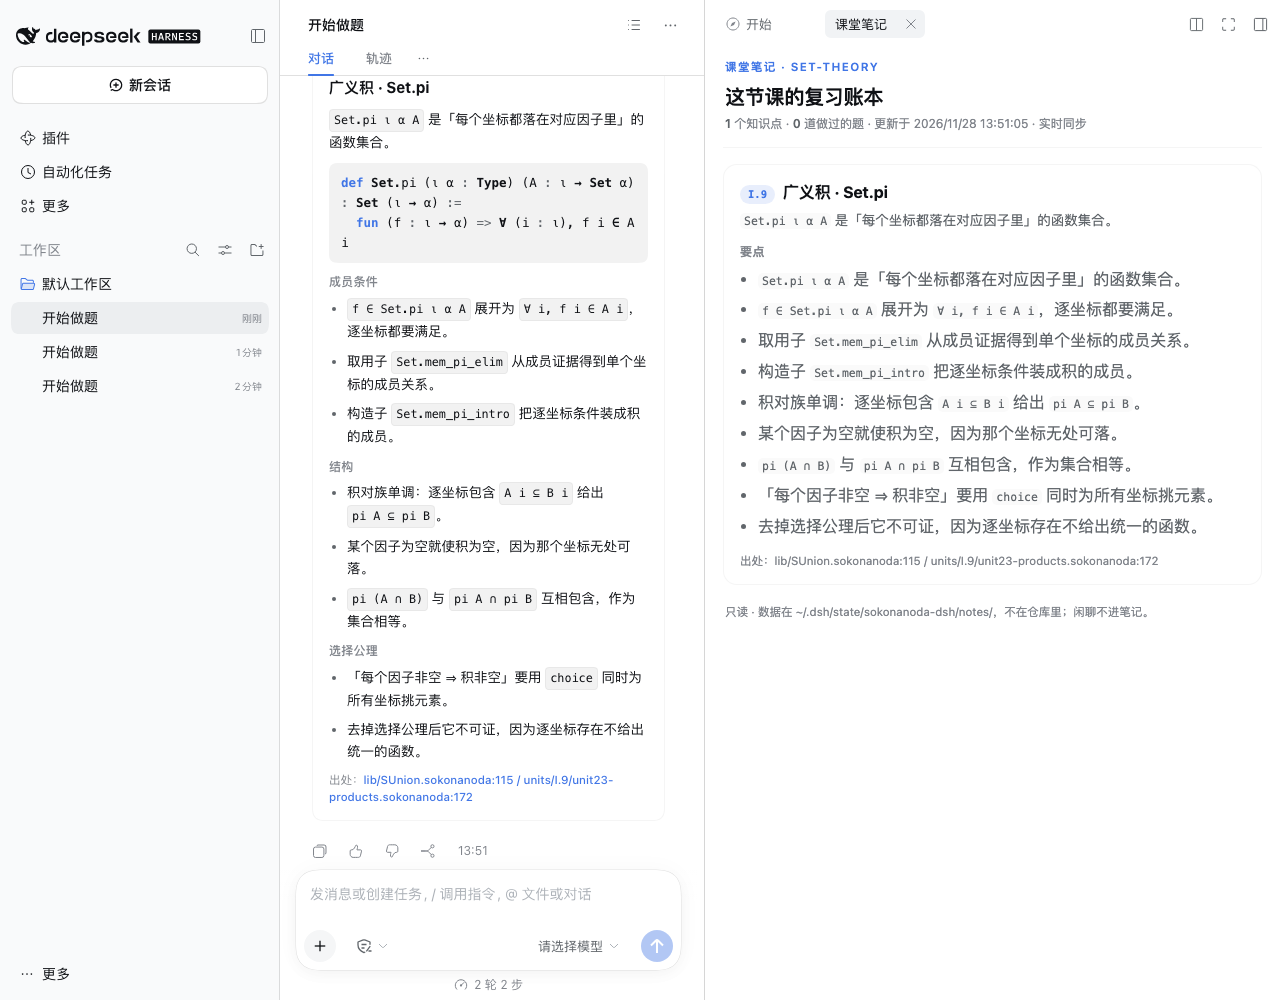 deepseek HARNESS
新会话
插件
自动化任务
更多
工作区
默认工作区
开始做题 刚刚
开始做题 1 分钟
开始做题 2 分钟
更多
开始做题
对话 轨迹
广义积 · Set.pi
Set.pi ι α A 是「每个坐标都落在对应因子里」的
函数集合。
def Set.pi (ι α : Type) (A : ι → Set α)
: Set (ι → α) :=
fun (f : ι → α) => ∀ (i : ι), f i ∈ A
i
成员条件
f ∈ Set.pi ι α A 展开为 ∀ i, f i ∈ A i，
逐坐标都要满足。
取用子 Set.mem_pi_elim 从成员证据得到单个坐
标的成员关系。
构造子 Set.mem_pi_intro 把逐坐标条件装成积
的成员。
结构
积对族单调：逐坐标包含 A i ⊆ B i 给出
pi A ⊆ pi B。
某个因子为空就使积为空，因为那个坐标无处可
落。
pi (A ∩ B) 与 pi A ∩ pi B 互相包含，作为
集合相等。
选择公理
「每个因子非空 ⇒ 积非空」要用 choice 同时为
所有坐标挑元素。
去掉选择公理后它不可证，因为逐坐标存在不给出
统一的函数。
出处：lib/SUnion.sokonanoda:115 / units/I.9/unit23-
products.sokonanoda:172
13:51
发消息或创建任务, / 调用指令, @ 文件或对话
请选择模型
2 轮 2 步
开始 课堂笔记
课堂笔记 · SET-THEORY
这节课的复习账本
1 个知识点 · 0 道做过的题 · 更新于 2026/11/28 13:51:05 · 实时同步
I.9 广义积 · Set.pi
Set.pi ι α A 是「每个坐标都落在对应因子里」的函数集合。
要点
Set.pi ι α A 是「每个坐标都落在对应因子里」的函数集合。
f ∈ Set.pi ι α A 展开为 ∀ i, f i ∈ A i，逐坐标都要满足。
取用子 Set.mem_pi_elim 从成员证据得到单个坐标的成员关系。
构造子 Set.mem_pi_intro 把逐坐标条件装成积的成员。
积对族单调：逐坐标包含 A i ⊆ B i 给出 pi A ⊆ pi B。
某个因子为空就使积为空，因为那个坐标无处可落。
pi (A ∩ B) 与 pi A ∩ pi B 互相包含，作为集合相等。
「每个因子非空 ⇒ 积非空」要用 choice 同时为所有坐标挑元素。
去掉选择公理后它不可证，因为逐坐标存在不给出统一的函数。
出处：lib/SUnion.sokonanoda:115 / units/I.9/unit23-products.sokonanoda:172
只读 · 数据在 ~/.dsh/state/sokonanoda-dsh/notes/，不在仓库里；闲聊不进笔记。